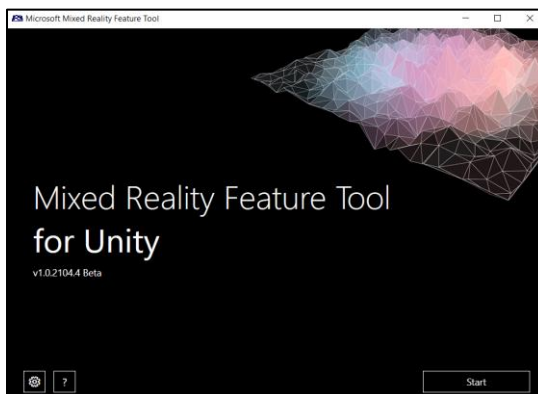 Microsoft Mixed Reality Feature Tool
Mixed Reality Feature Tool
for Unity
v1.0.2104.4 Beta
?
Start